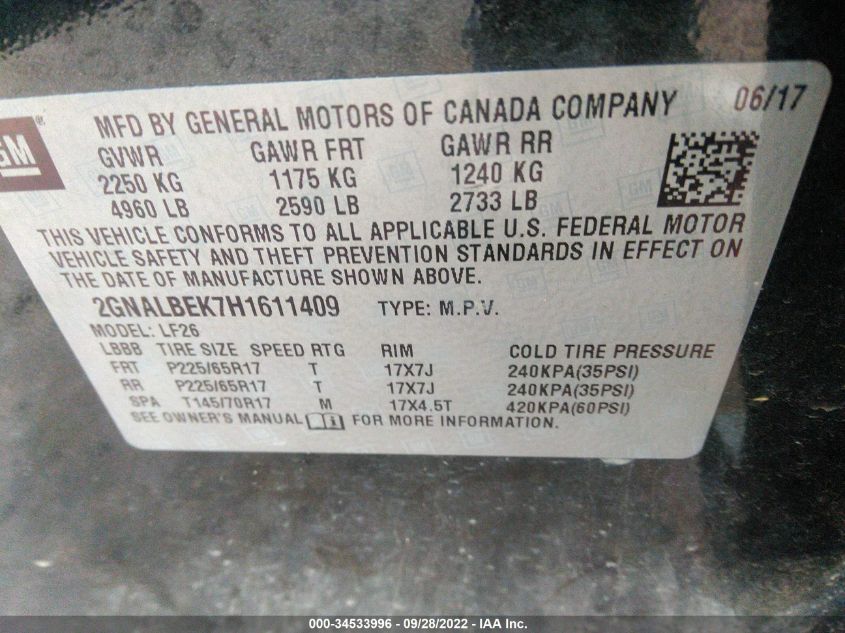 GM ®
MFD BY GENERAL MOTORS OF CANADA COMPANY 06/17
GVWR GAWR FRT GAWR RR
2250 KG 1175 KG 1240 KG
4960 LB 2590 LB 2733 LB
THIS VEHICLE CONFORMS TO ALL APPLICABLE U.S. FEDERAL MOTOR
VEHICLE SAFETY AND THEFT PREVENTION STANDARDS IN EFFECT ON
THE DATE OF MANUFACTURE SHOWN ABOVE.
2GNALBEK7H1611409 TYPE: M.P.V.
MODEL: LF26
LBBB TIRE SIZE SPEED RTG RIM COLD TIRE PRESSURE
FRT P225/65R17 T 17X7J 240KPA(35PSI)
RR P225/65R17 T 17X7J 240KPA(35PSI)
SPA T145/70R17 M 17X4.5T 420KPA(60PSI)
SEE OWNER'S MANUAL FOR MORE INFORMATION.
000-34533996 - 09/28/2022 - IAA Inc.